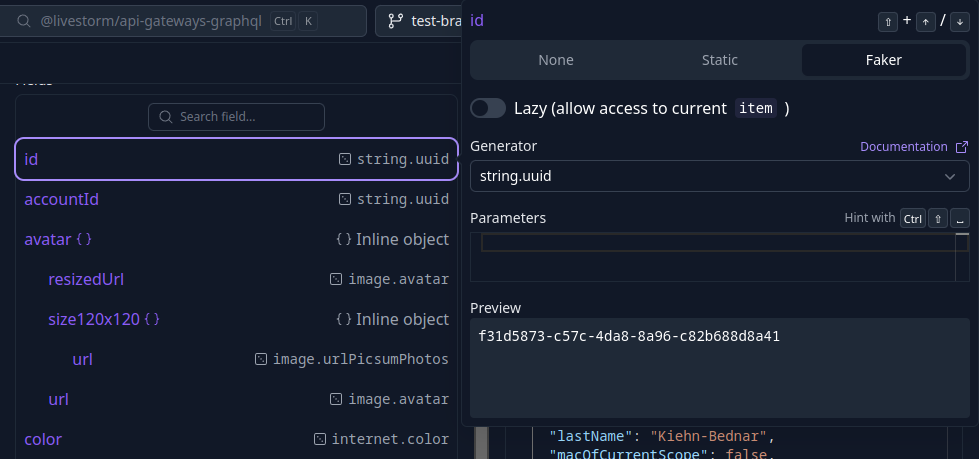 @livestorm/api-gateways-graphql Ctrl K
test-bra
Fields
Search field...
id string.uuid
accountId string.uuid
avatar {} {} Inline object
resizedUrl image.avatar
size120x120 {} {} Inline object
url image.urlPicsumPhotos
url image.avatar
color internet.color
id ⇧ + ↑ / ↓
None Static Faker
Lazy (allow access to current item )
Generator Documentation
string.uuid
Parameters Hint with Ctrl ⇧ ⎵
Preview
f31d5873-c57c-4da8-8a96-c82b688d8a41
"lastName": "Kiehn-Bednar",
"macOfCurrentScope": false,